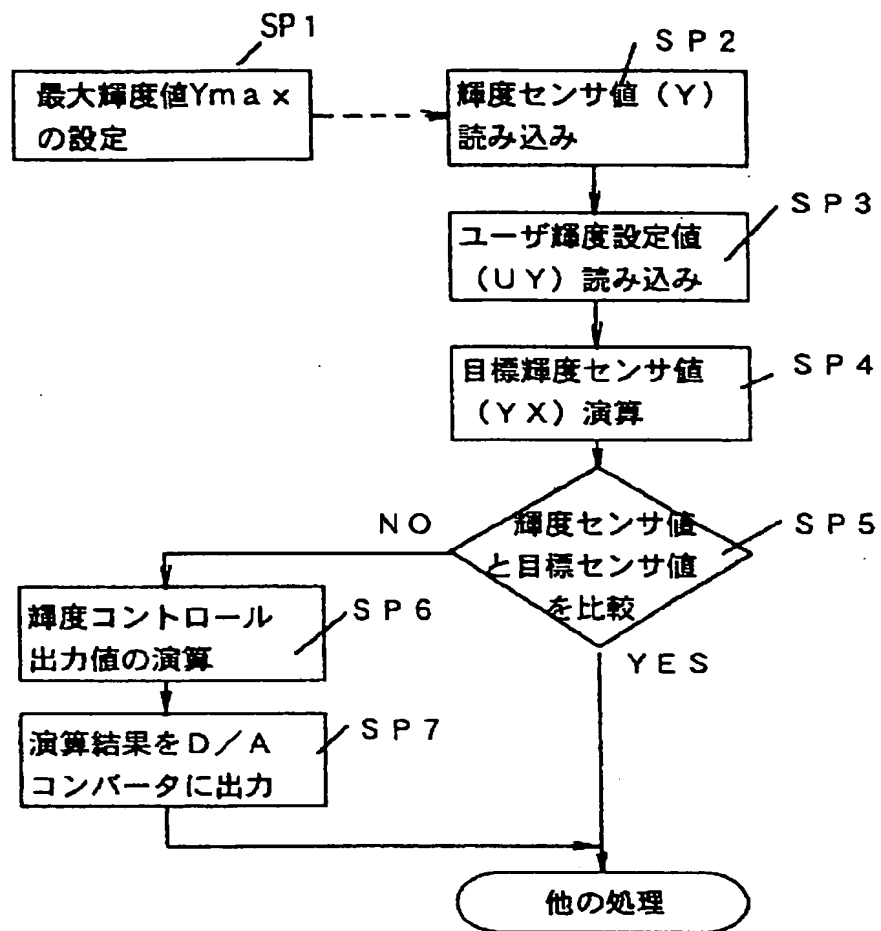 SP1
最大輝度値Ymax
の設定
SP2
輝度センサ値(Y)
読み込み
SP3
ユーザ輝度設定値
(UY)読み込み
SP4
目標輝度センサ値
(YX)演算
SP5
輝度センサ値
と目標センサ値
を比較
NO
YES
SP6
輝度コントロール
出力値の演算
SP7
演算結果をD/A
コンバータに出力
他の処理